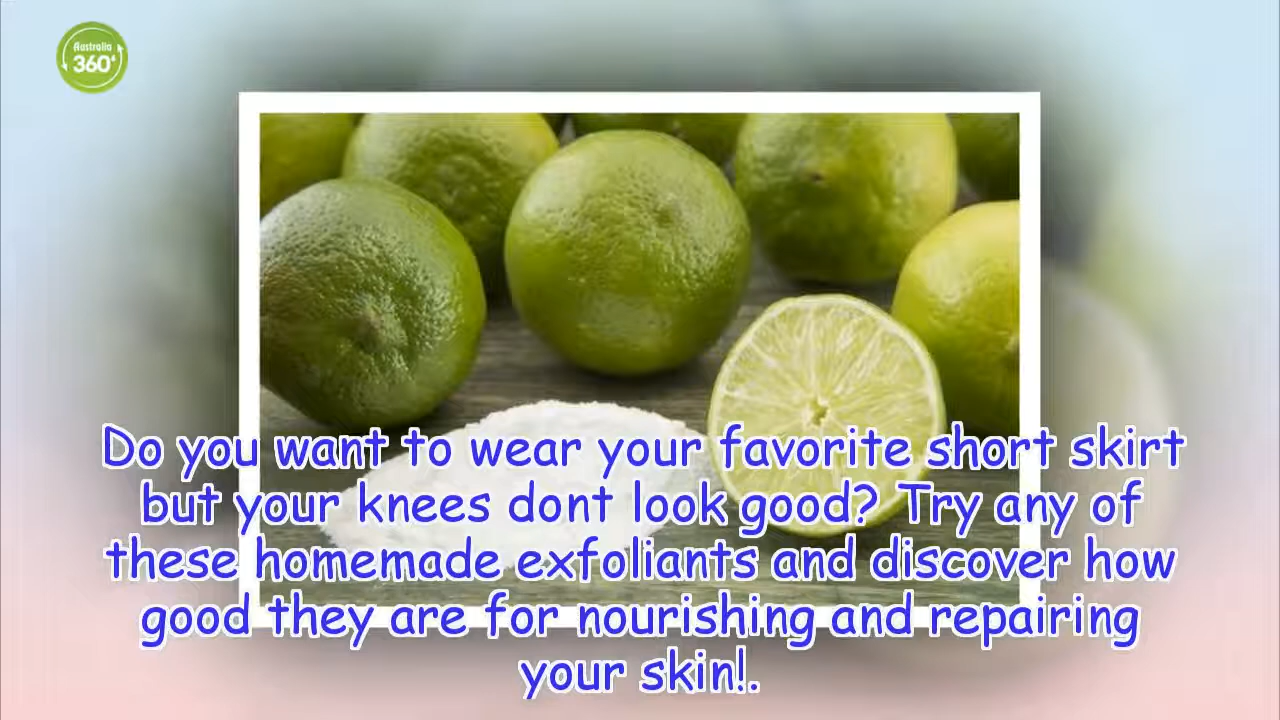 Australia
360°
Do you want to wear your favorite short skirt
but your knees dont look good? Try any of
these homemade exfoliants and discover how
good they are for nourishing and repairing
your skin!.